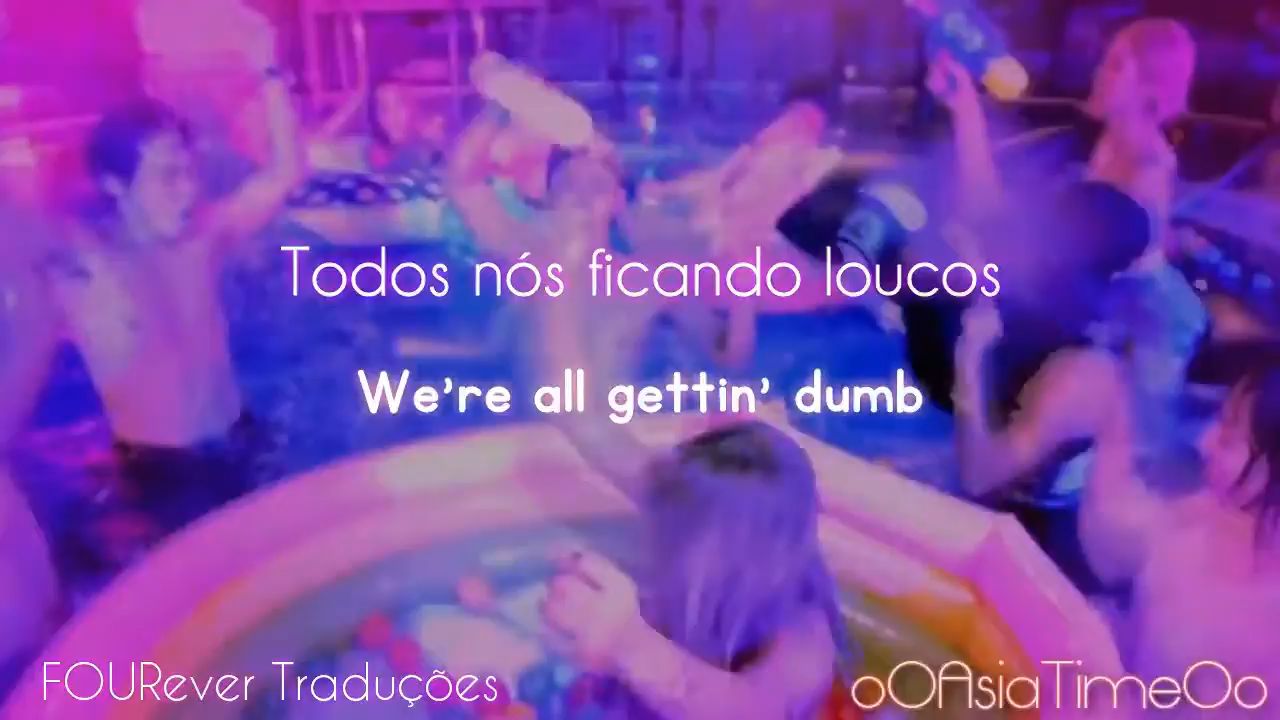 Todos nós ficando loucos
We're all gettin' dumb
FOURever Traduções
oOAsiaTimeOo